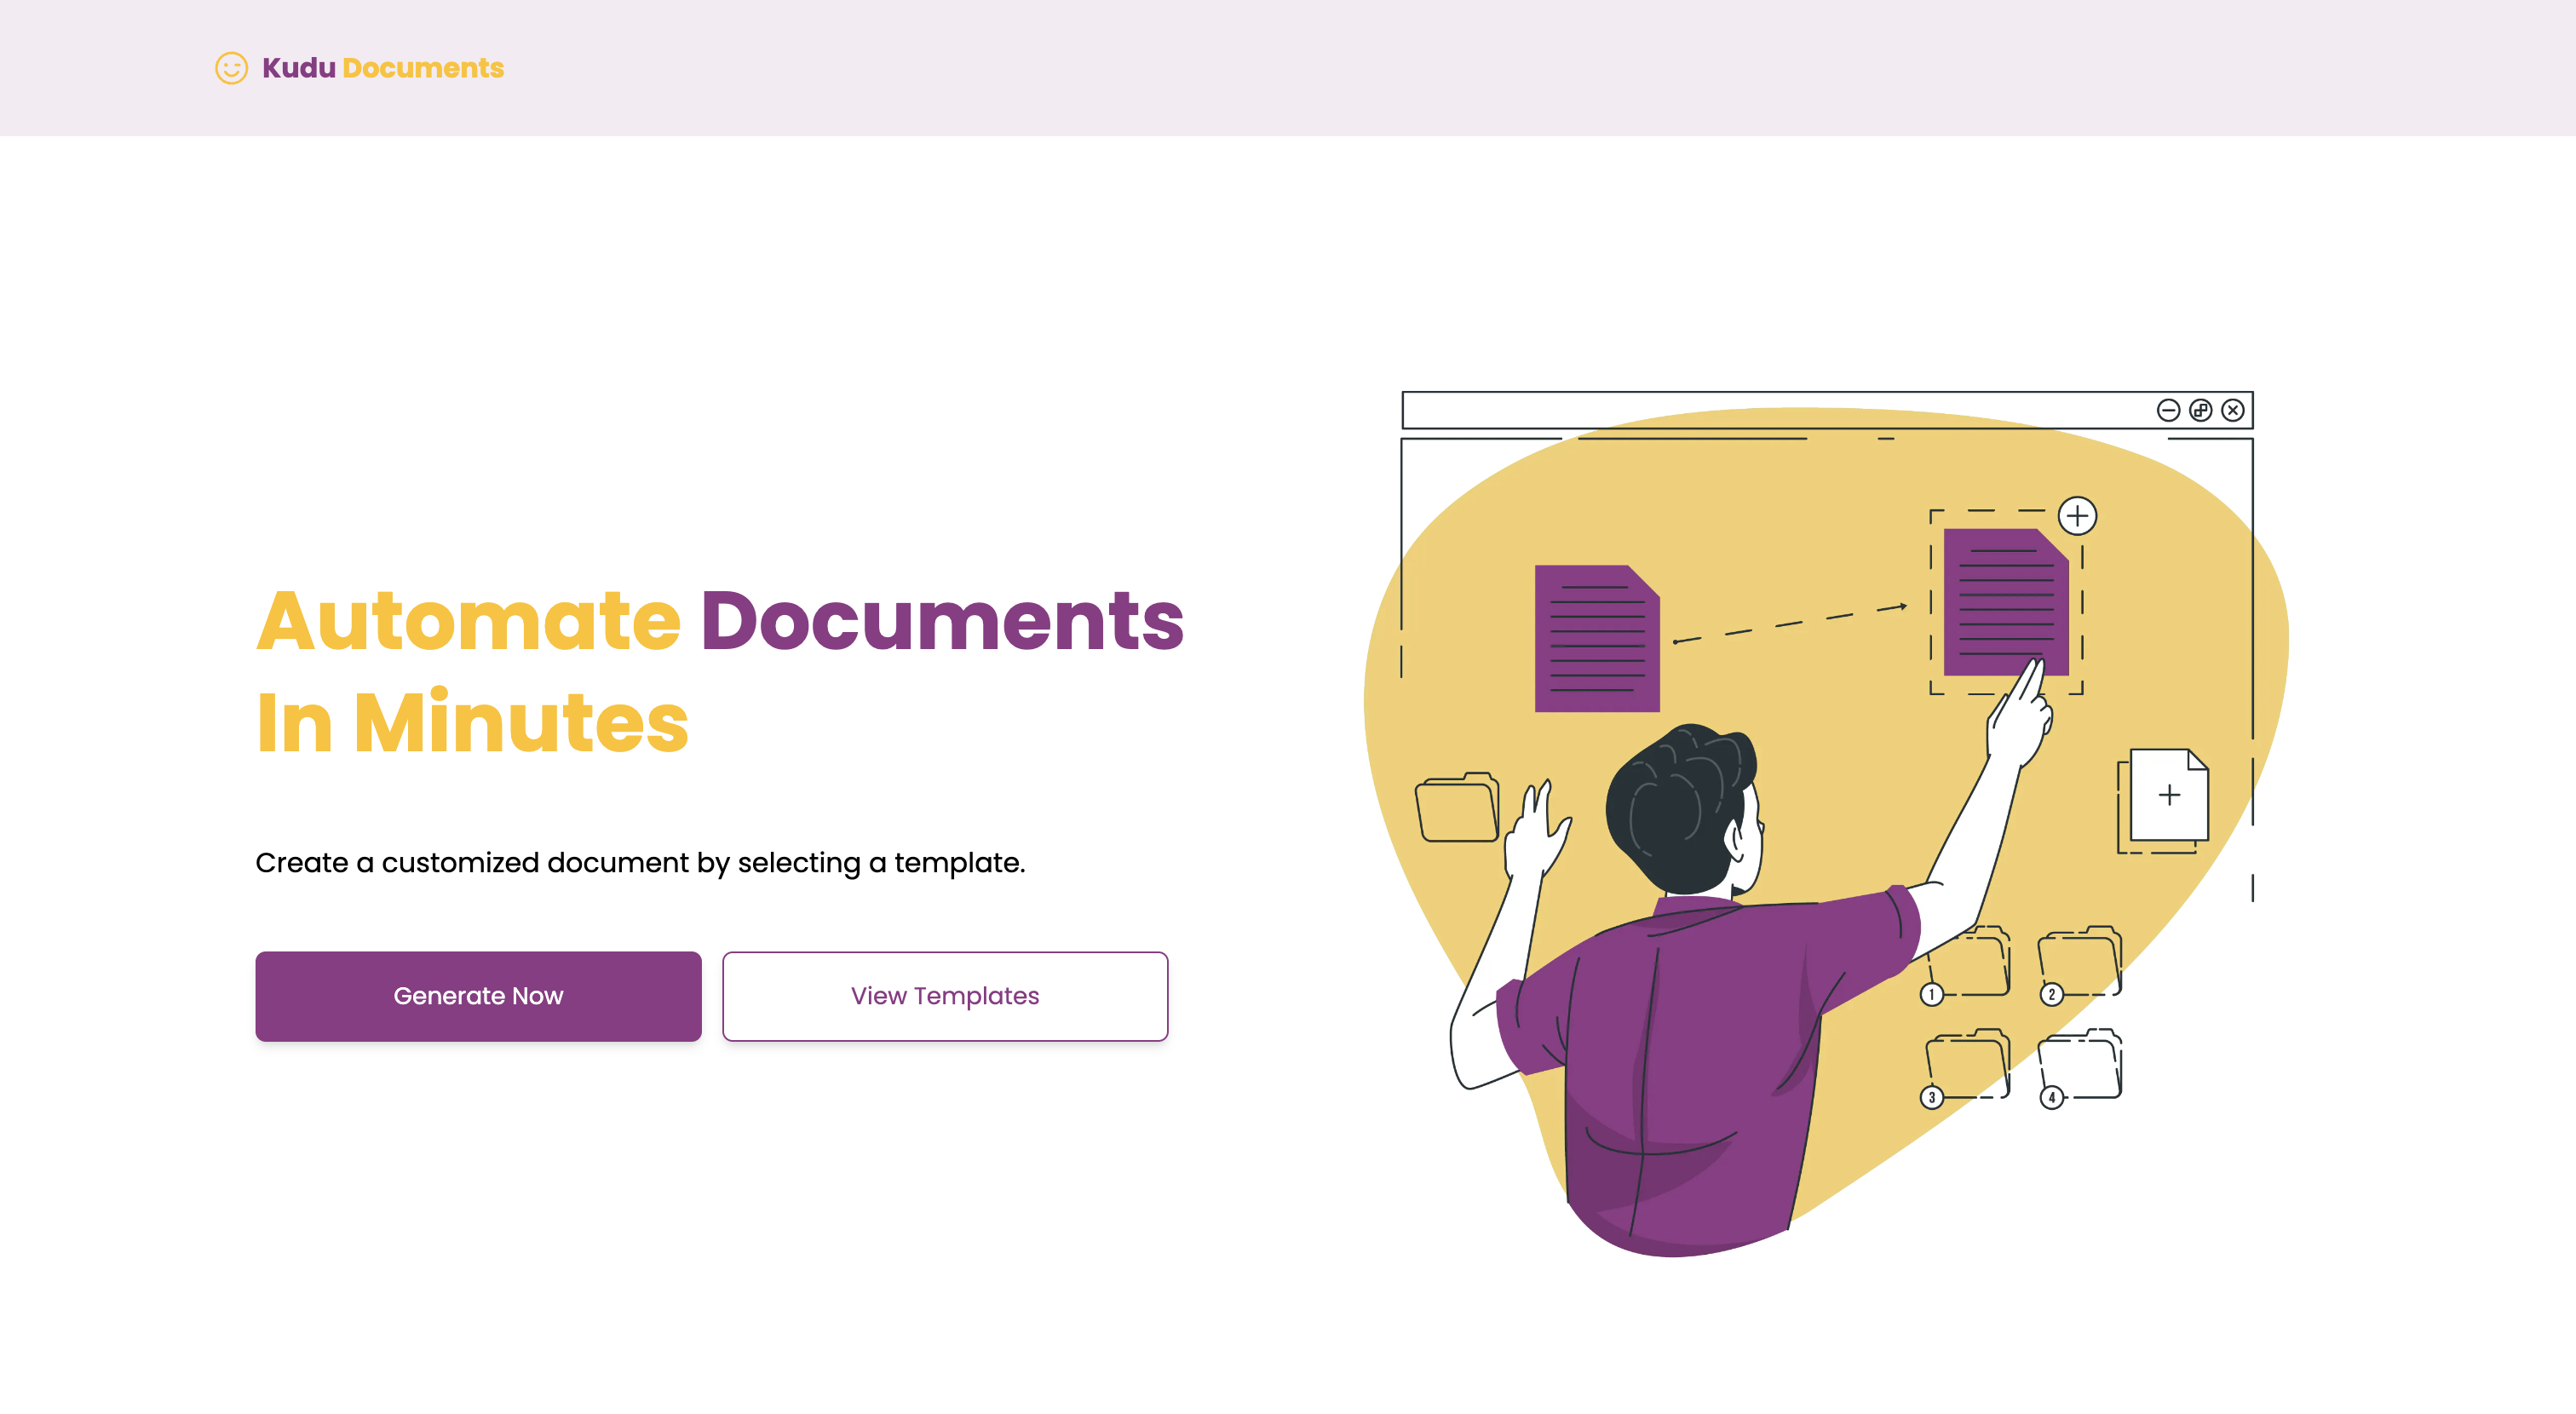 Kudu Documents
Automate Documents
In Minutes
Create a customized document by selecting a template.
Generate Now
View Templates
1
2
3
4